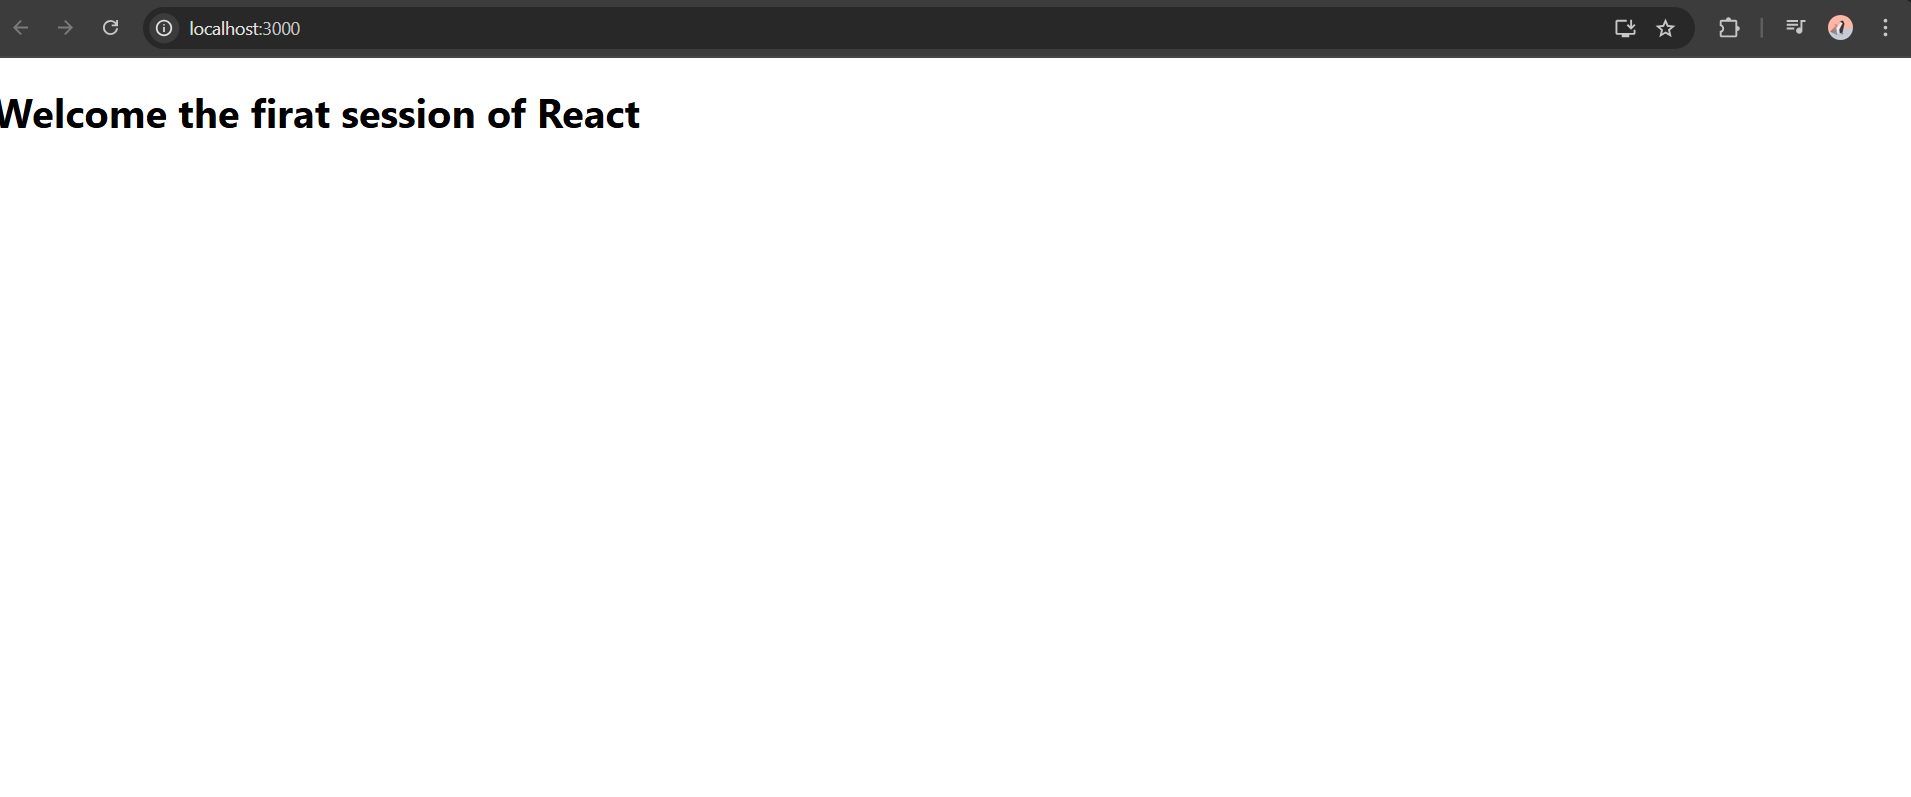 localhost:3000
Welcome the firat session of React